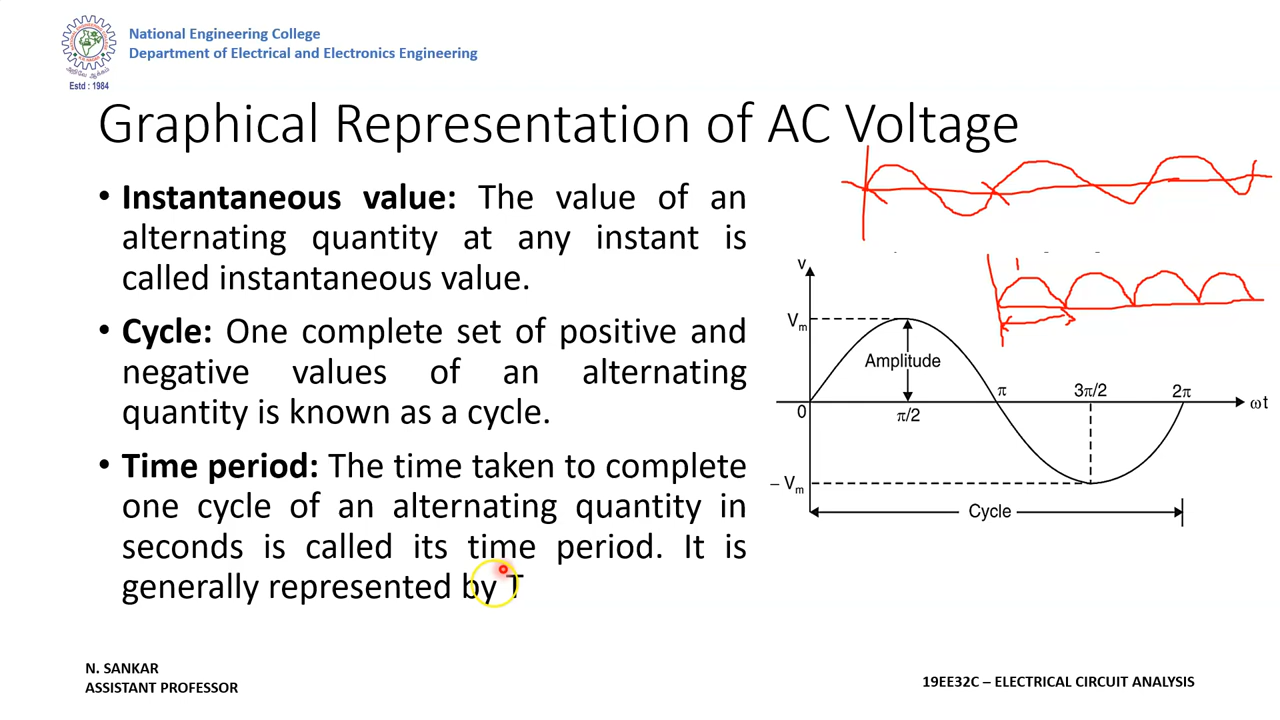 National Engineering College
Department of Electrical and Electronics Engineering
Estd : 1984
Graphical Representation of AC Voltage
• Instantaneous value: The value of an
alternating quantity at any instant is
called instantaneous value.
• Cycle: One complete set of positive and
negative values of an alternating
quantity is known as a cycle.
• Time period: The time taken to complete
one cycle of an alternating quantity in
seconds is called its time period. It is
generally represented by T
v
Vm
Amplitude
0
π/2
π
3π/2
2π
ωt
– Vm
Cycle
N. SANKAR
ASSISTANT PROFESSOR
19EE32C – ELECTRICAL CIRCUIT ANALYSIS